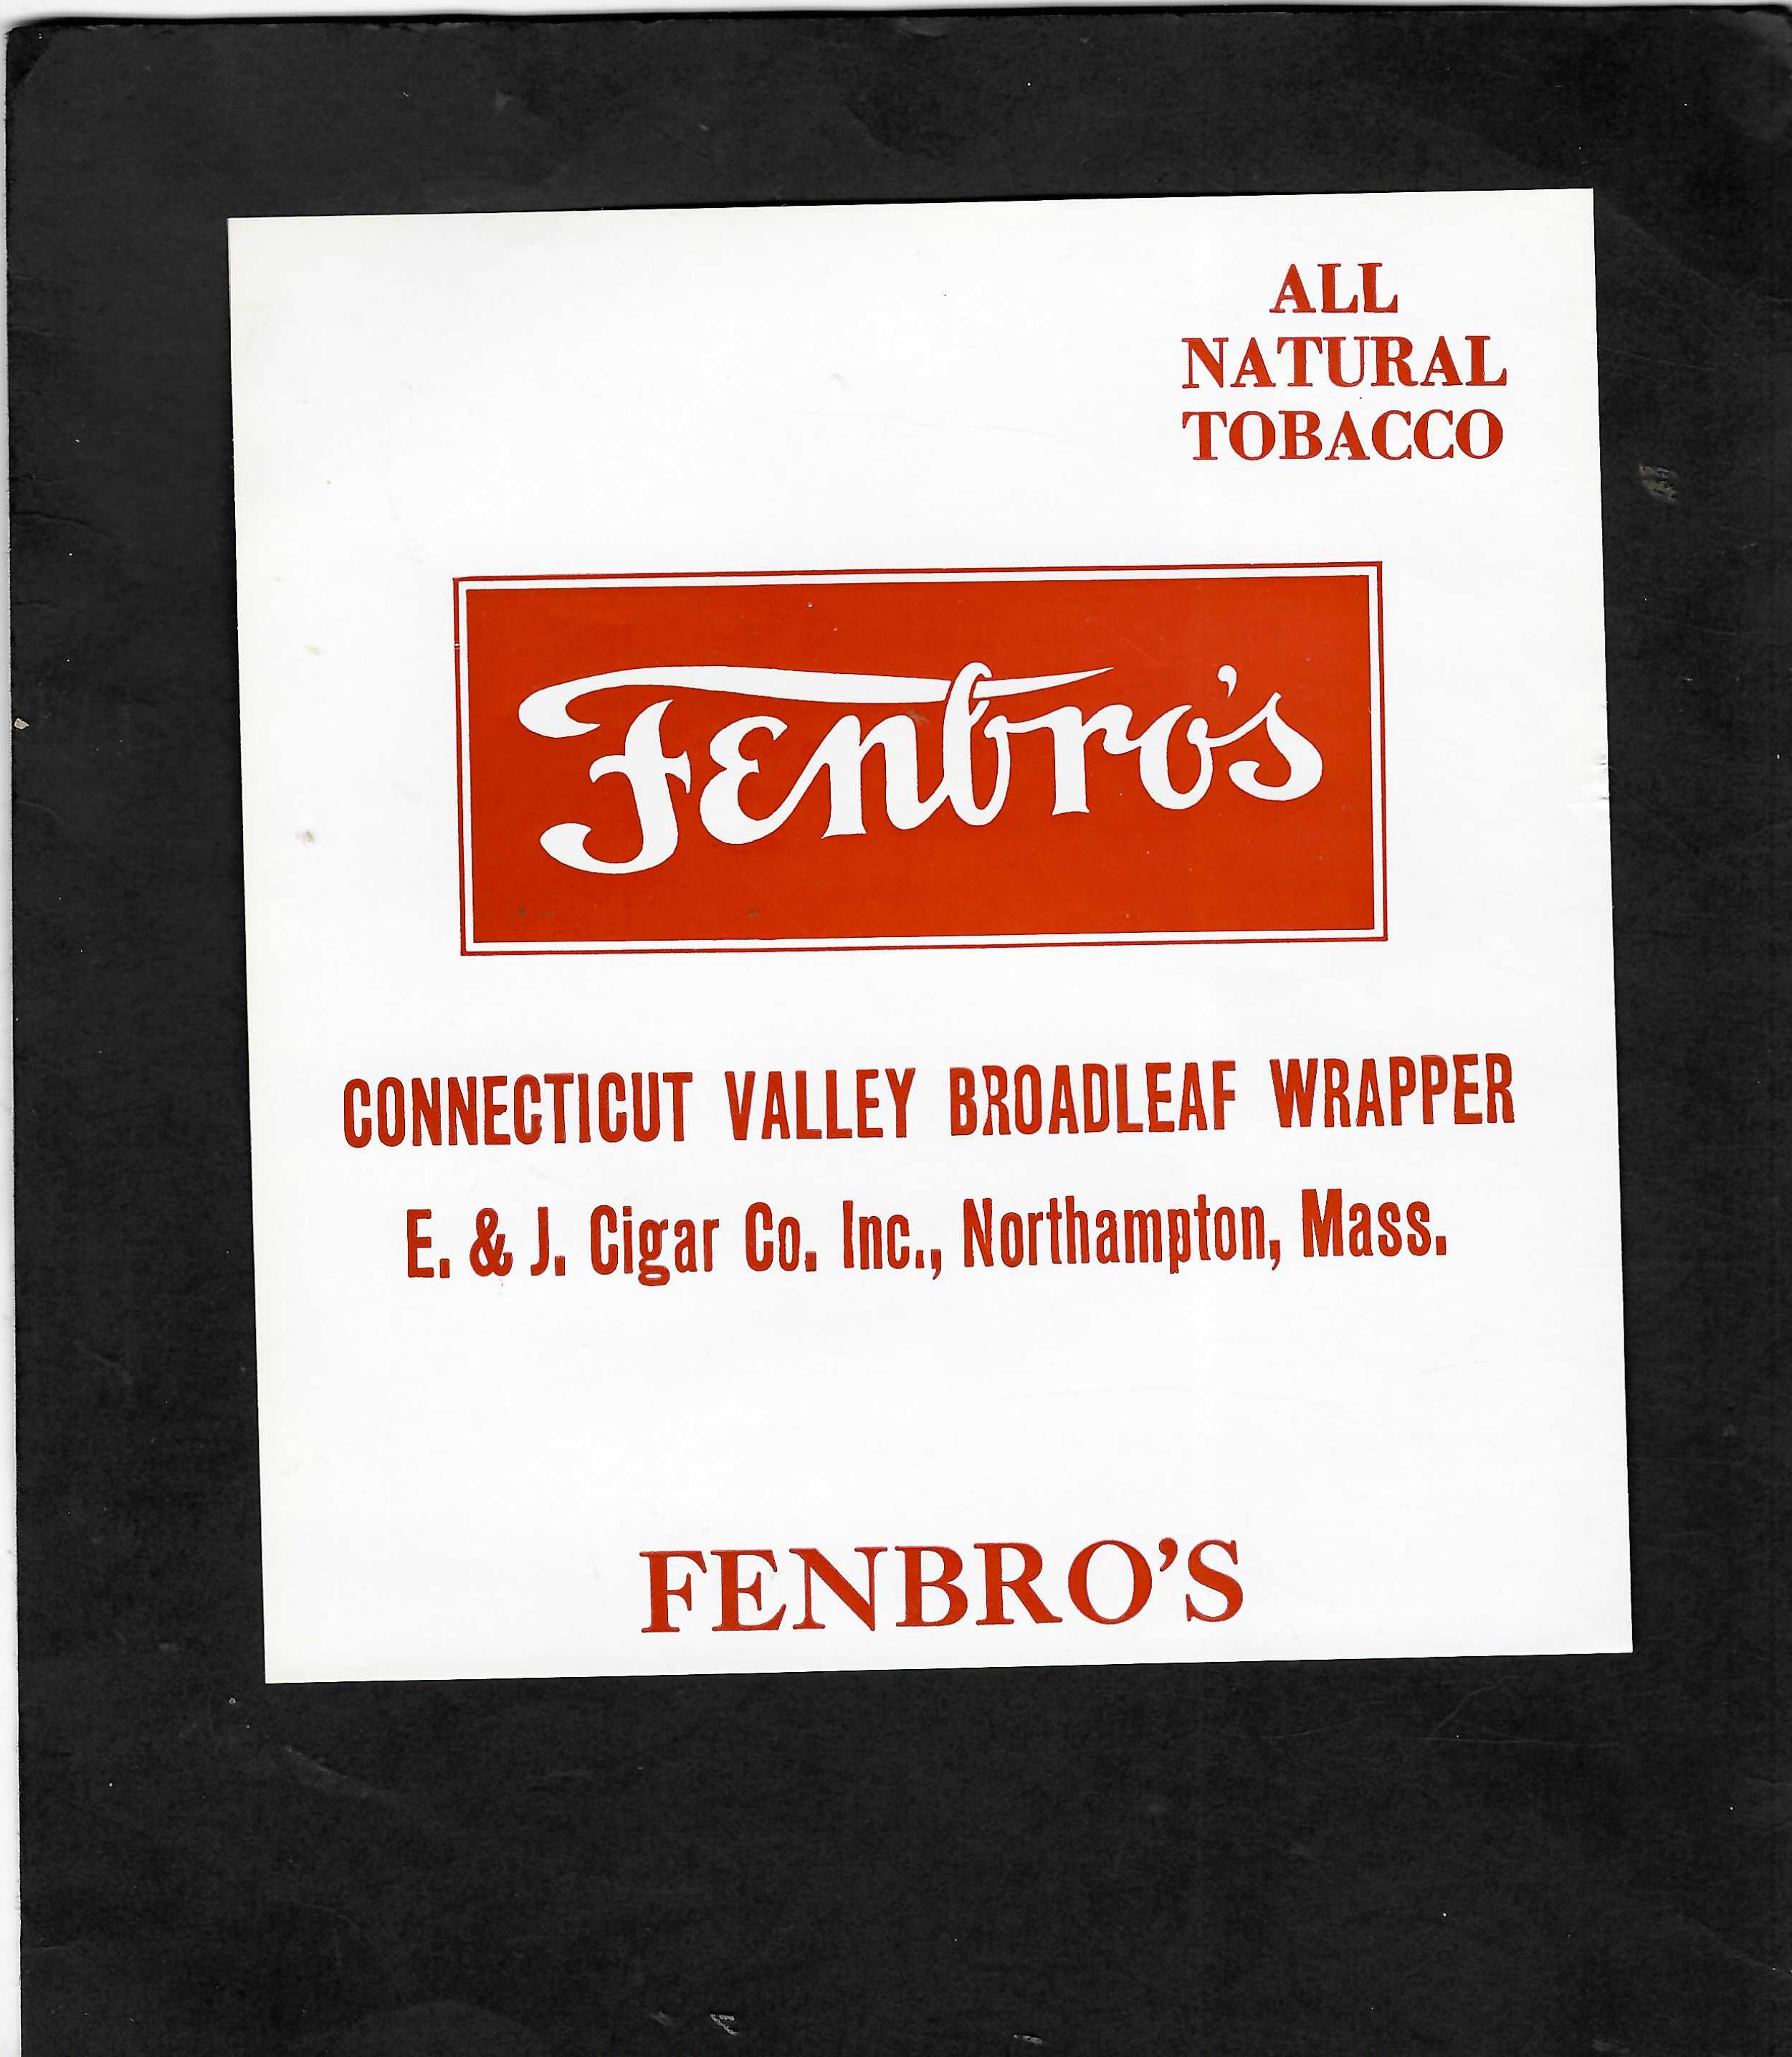 ALL
NATURAL
TOBACCO
Fenbro's
CONNECTICUT VALLEY BROADLEAF WRAPPER
E. & J. Cigar Co. Inc., Northampton, Mass.
FENBRO'S